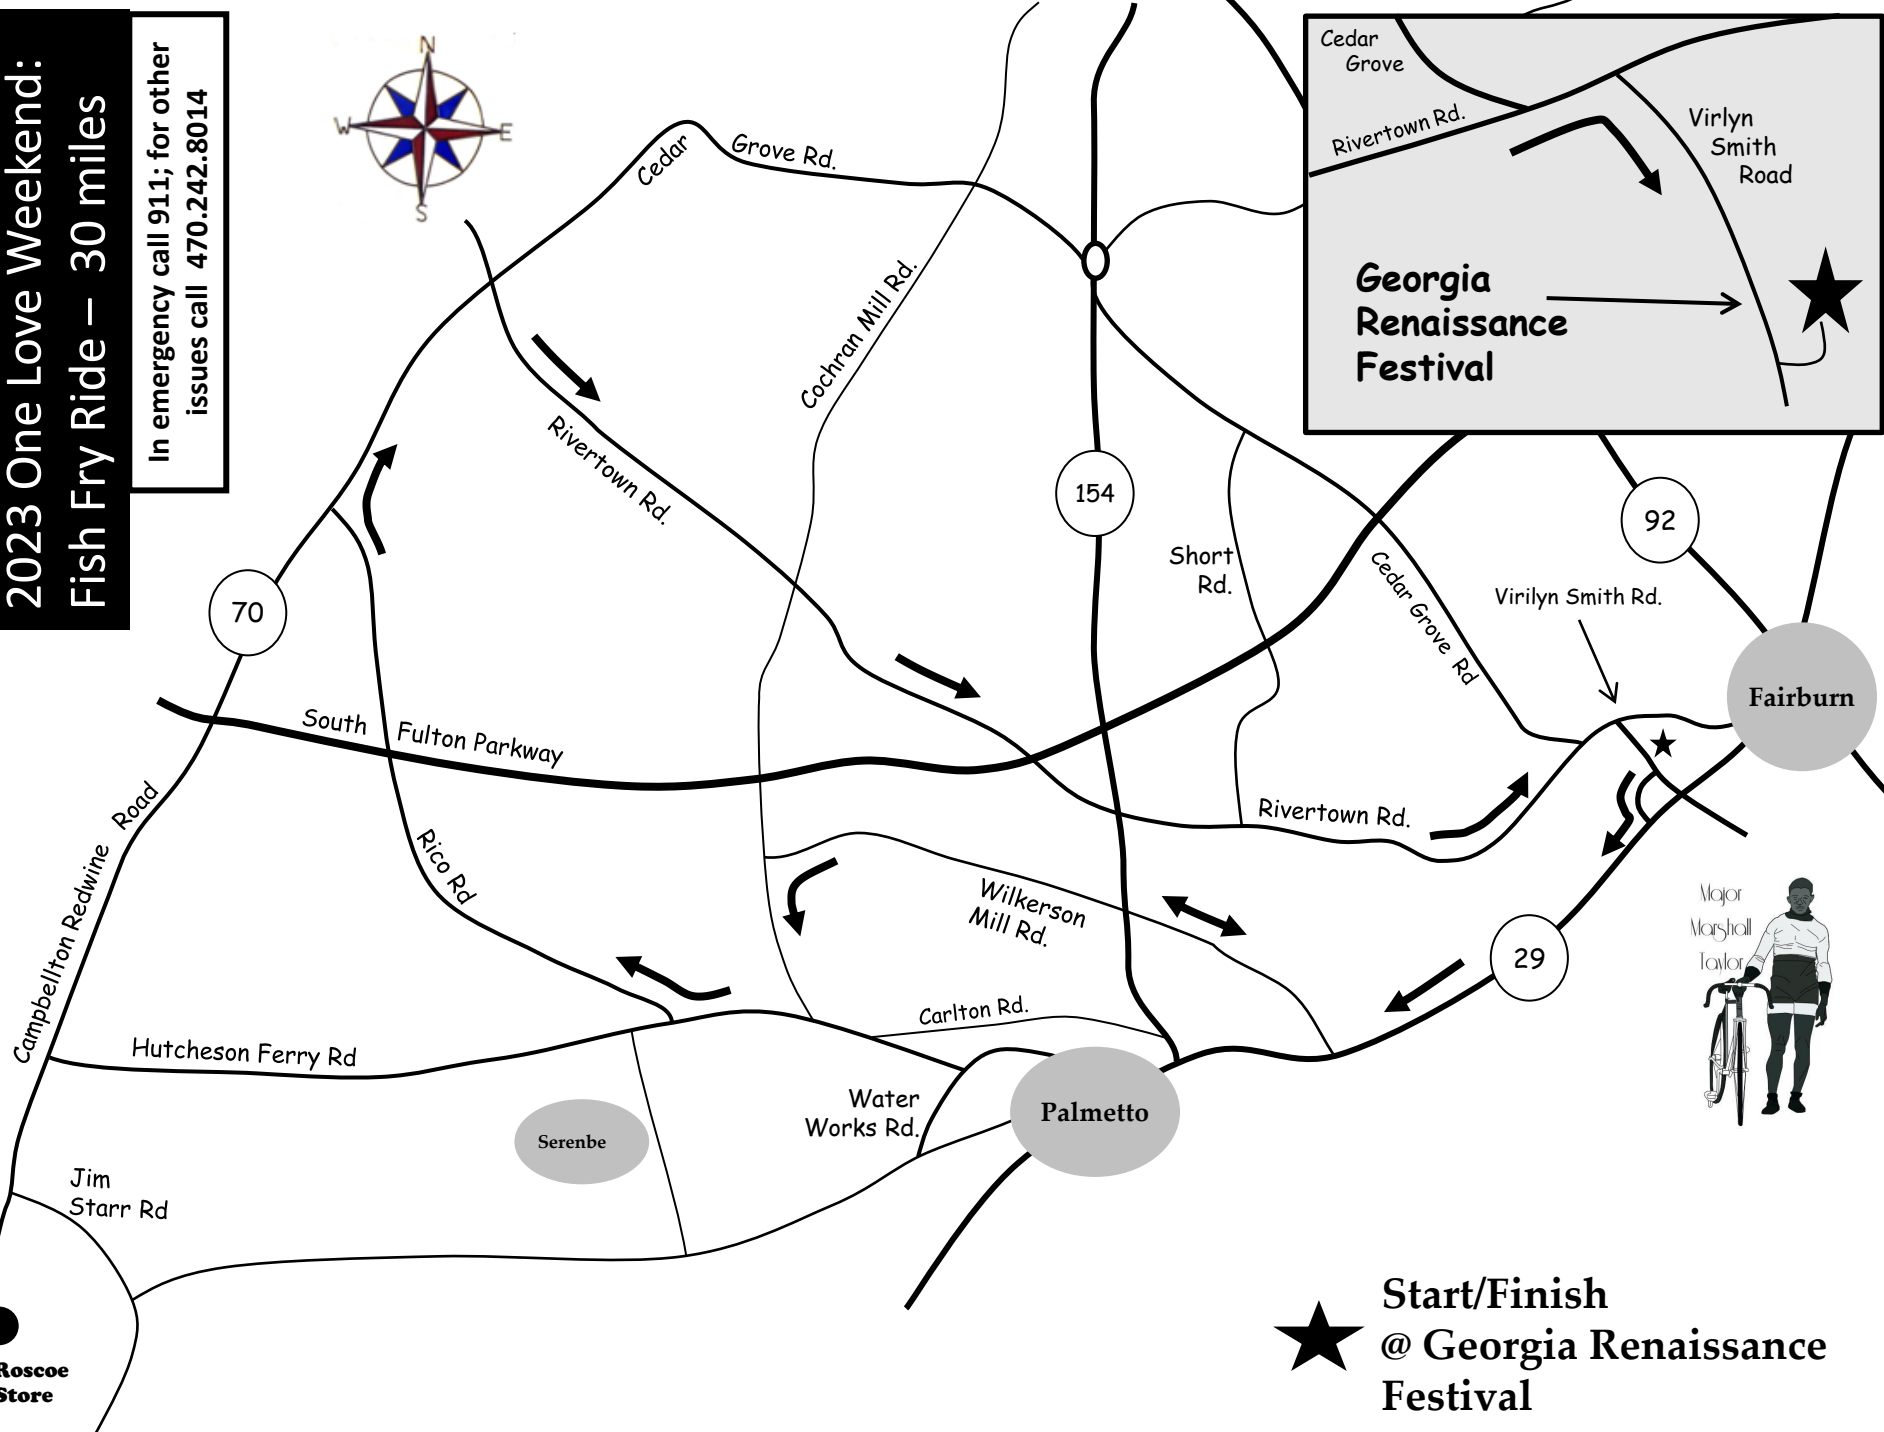 2023 One Love Weekend:
Fish Fry Ride – 30 miles
In emergency call 911; for other
issues call 470.242.8014
N
W
E
S
Cedar
Grove Rd.
Cochran Mill Rd.
Rivertown Rd.
Cedar
Grove
Rivertown Rd.
Virlyn
Smith
Road
Georgia
Renaissance
Festival
154
92
70
Short
Rd.
Cedar Grove Rd
Virilyn Smith Rd.
Fairburn
South Fulton Parkway
Campbellton Redwine Road
Rico Rd
Rivertown Rd.
Wilkerson
Mill Rd.
29
Major
Marshall
Taylor
Carlton Rd.
Hutcheson Ferry Rd
Water
Works Rd.
Palmetto
Serenbe
Jim
Starr Rd
Roscoe
Store
Start/Finish
@ Georgia Renaissance
Festival